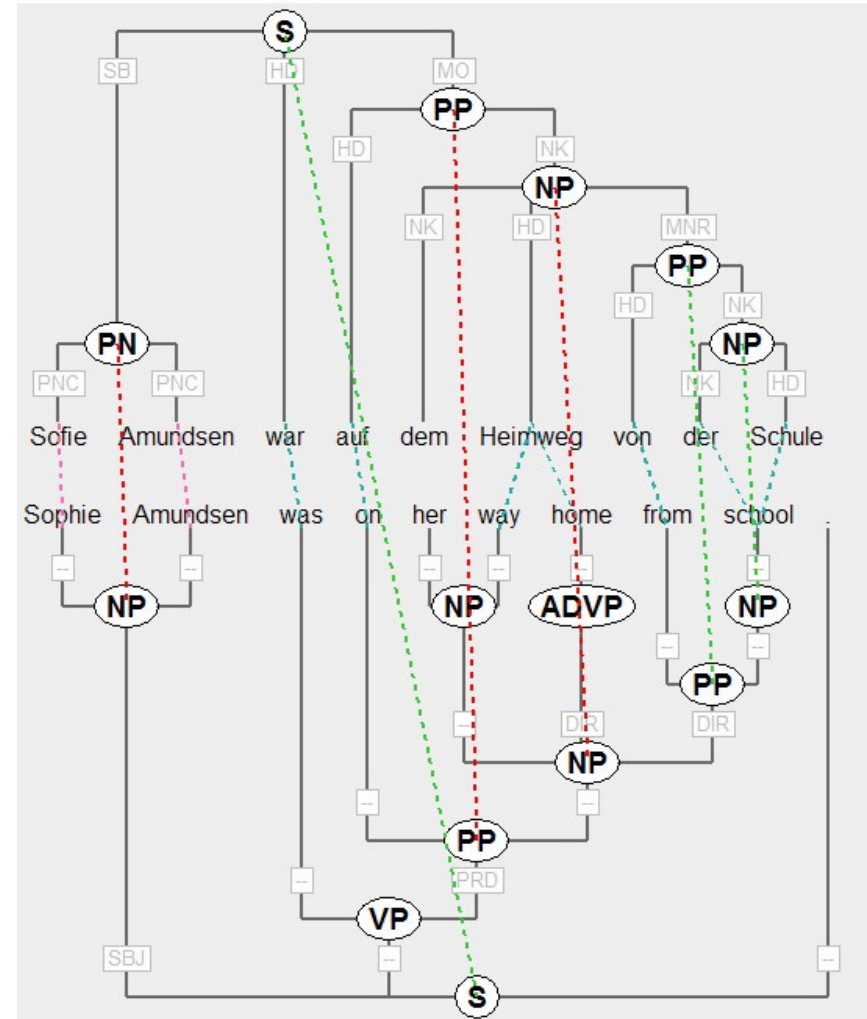 S
SB HD MO
PP
HD NK
NP
NK HD MNR
PP
HD NK
PN NP
PNC PNC NK HD
Sofie Amundsen war auf dem Heimweg von der Schule
Sophie Amundsen was on her way home from school .
-- -- -- -- -- --
NP NP ADVP NP
-- --
PP
-- DIR DIR
NP
-- --
PP
-- PRD
VP
SBJ -- --
S